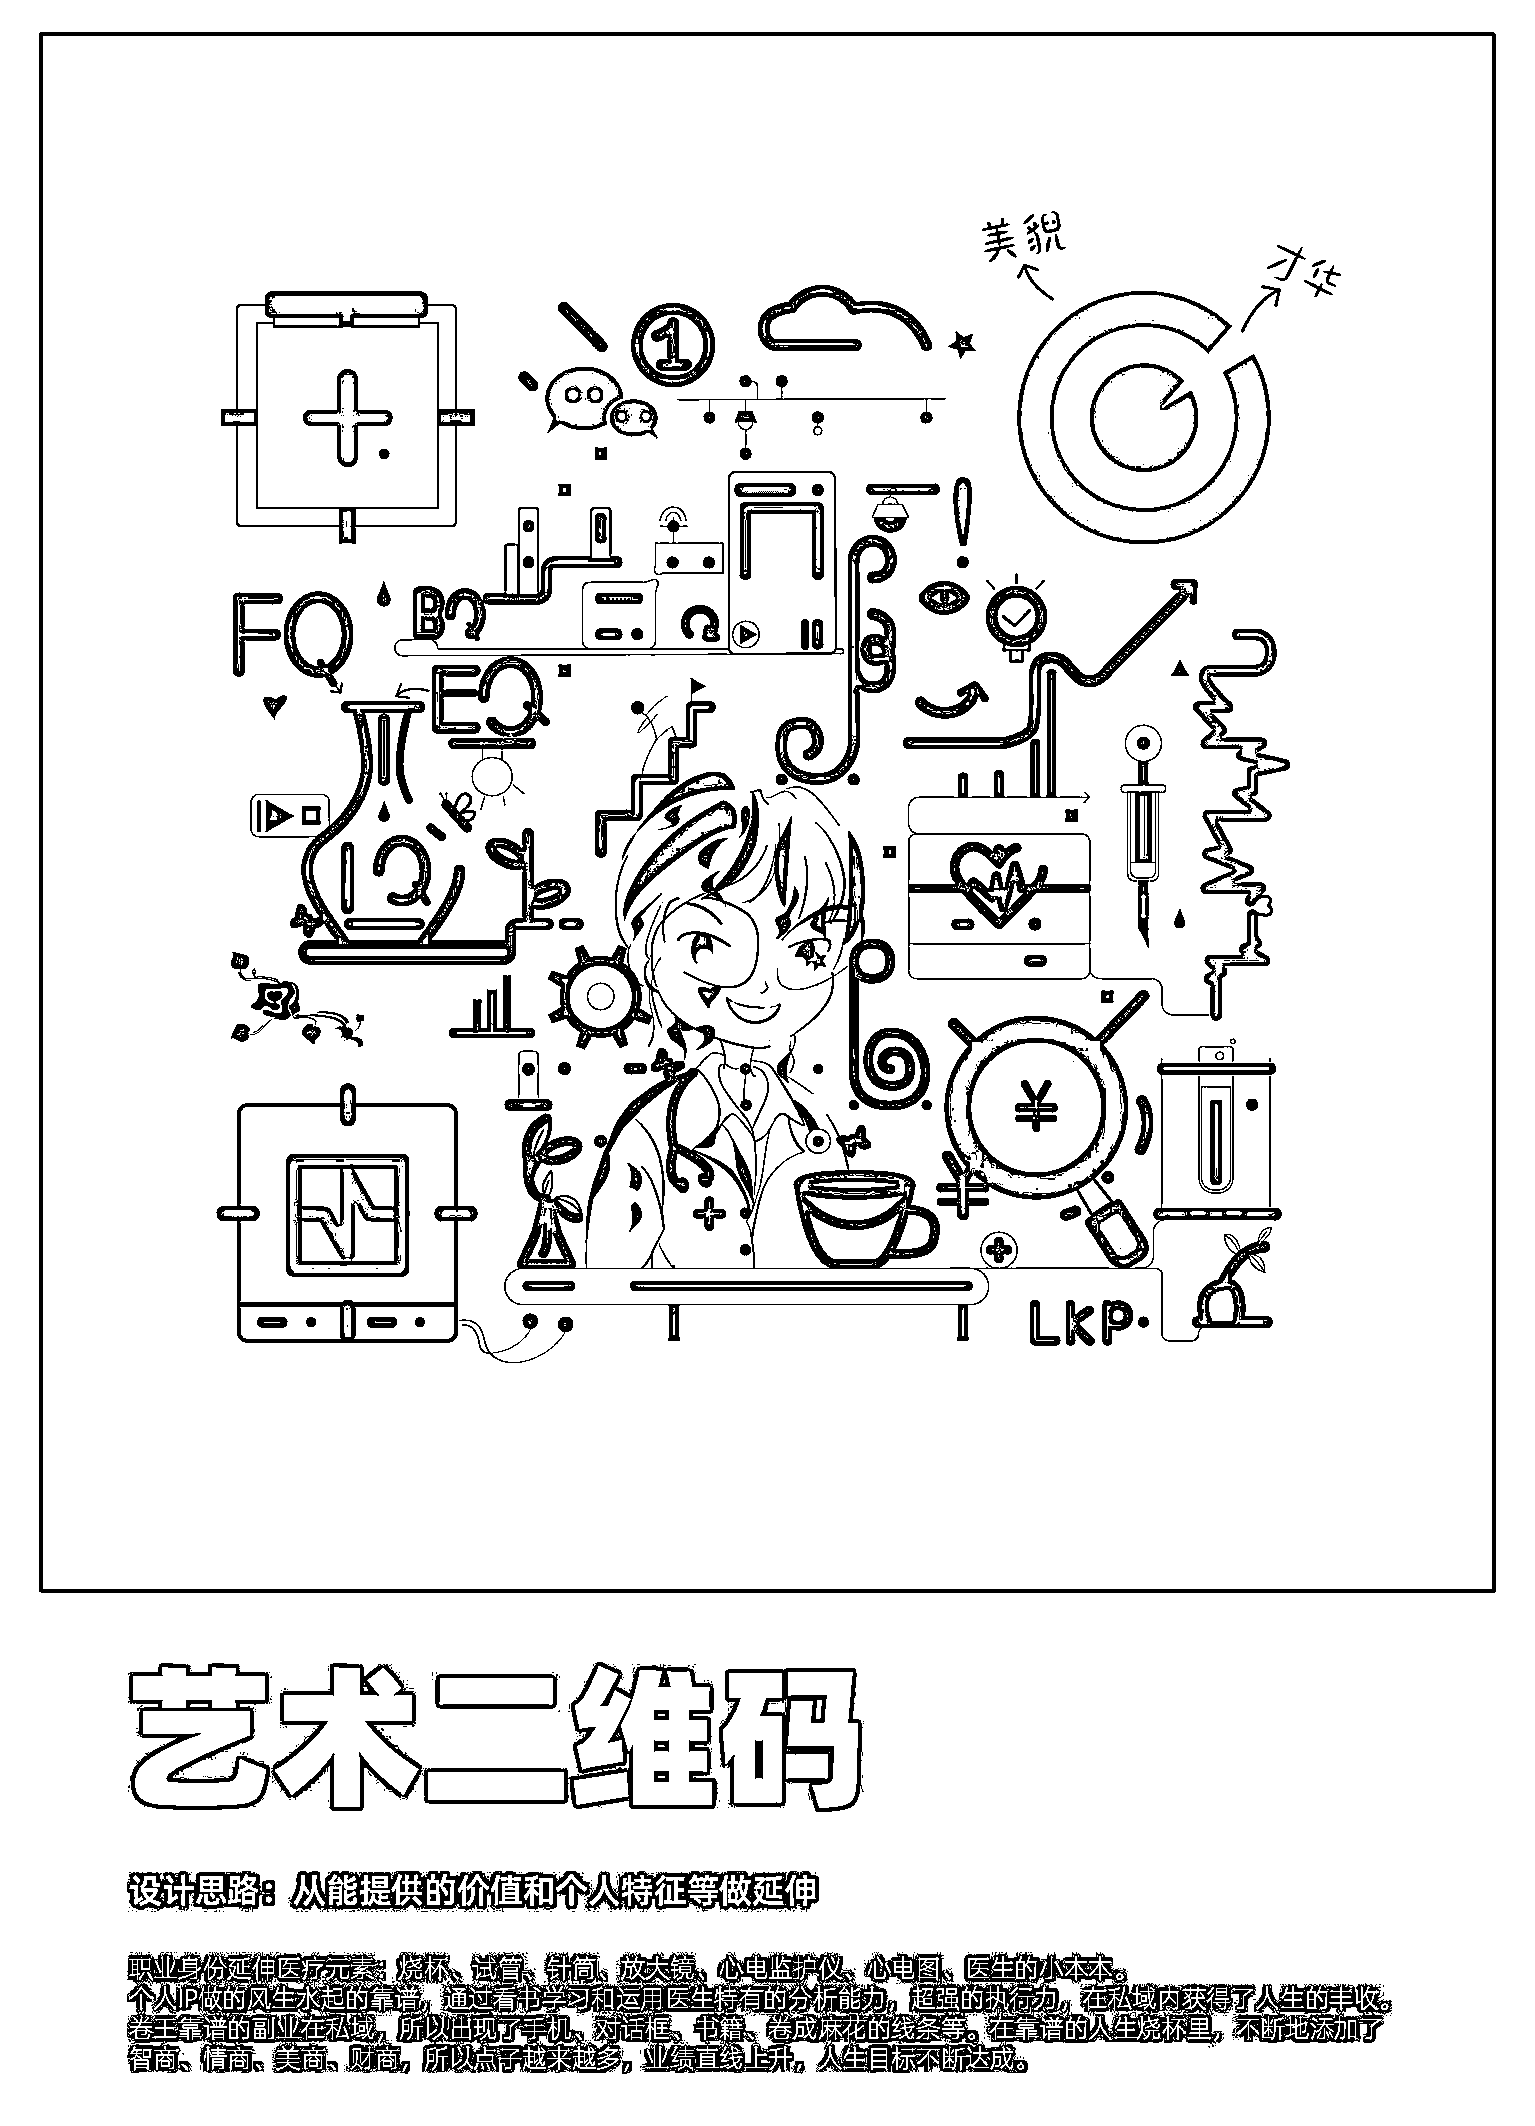 美貌
才华
1
FQ
BQ
EQ
IQ
¥
¥
Lkp
艺术二维码
设计思路：从能提供的价值和个人特征等做延伸
职业身份延伸医疗元素：烧杯、试管、针筒、放大镜、心电监护仪、心电图、医生的小本本。
个人IP做的风生水起的靠谱，通过看书学习和运用医生特有的分析能力，超强的执行力，在私域内获得了人生的丰收。
卷王靠谱的副业在私域，所以出现了手机、对话框、书籍、卷成麻花的线条等。在靠谱的人生烧杯里，不断地添加了
智商、情商、美商、财商，所以点子越来越多，业绩直线上升，人生目标不断达成。